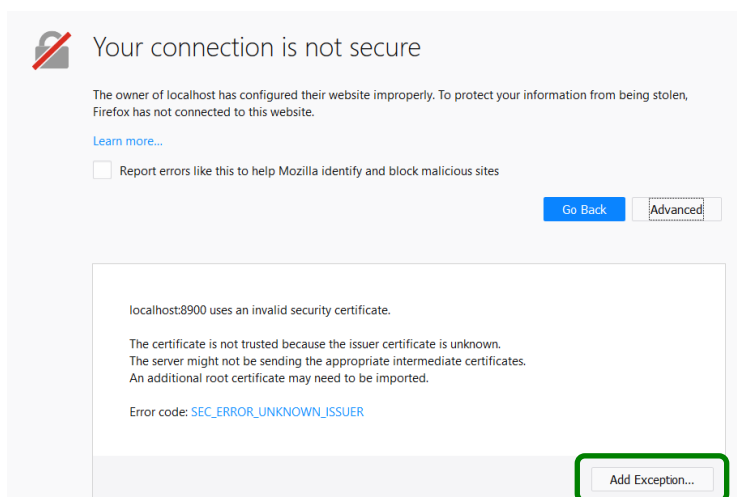 Your connection is not secure
The owner of localhost has configured their website improperly. To protect your information from being stolen,
Firefox has not connected to this website.
Learn more...
Report errors like this to help Mozilla identify and block malicious sites
Go Back
Advanced
localhost:8900 uses an invalid security certificate.
The certificate is not trusted because the issuer certificate is unknown.
The server might not be sending the appropriate intermediate certificates.
An additional root certificate may need to be imported.
Error code: SEC_ERROR_UNKNOWN_ISSUER
Add Exception...